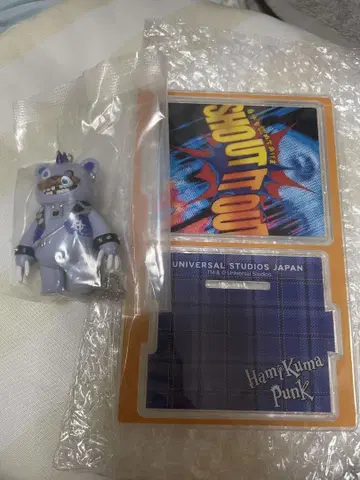 SHOUT IT OUT
UNIVERSAL STUDIOS JAPAN
TM & © Universal Studios
HamiKuma
PUNK